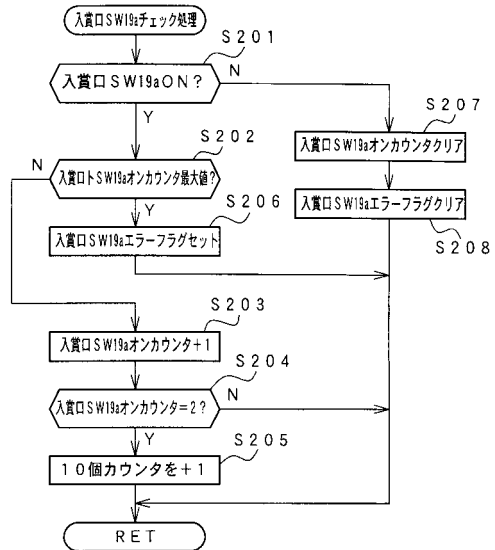 入賞口SW19aチェック処理
S201
入賞口SW19aON?
N
Y
S202
S207
入賞口SW19aオンカウンタクリア
N
入賞口トSW19aオンカウンタ最大値?
Y
S206
入賞口SW19aエラーフラグクリア
S208
入賞口SW19aエラーフラグセット
S203
入賞口SW19aオンカウンタ+1
S204
入賞口SW19aオンカウンタ=2?
N
Y
S205
10個カウンタを+1
RET